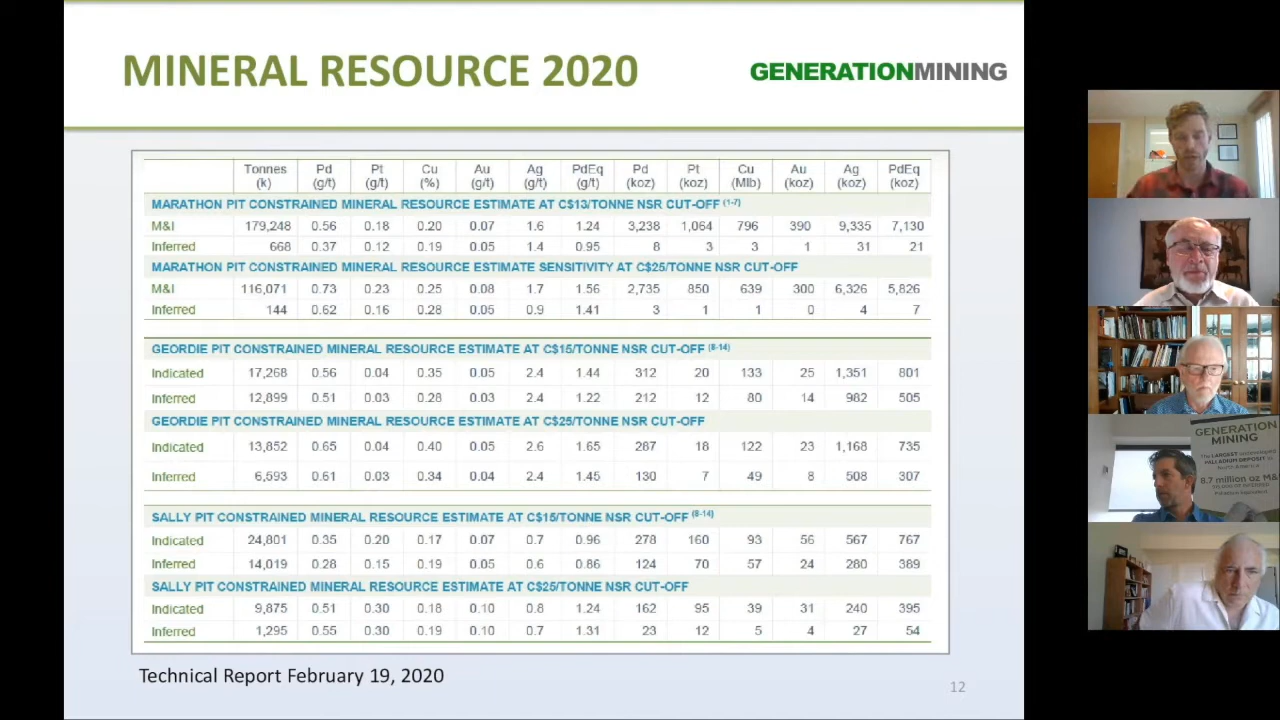 MINERAL RESOURCE 2020
GENERATIONMINING
Tonnes (k) Pd (g/t) Pt (g/t) Cu (%) Au (g/t) Ag (g/t) PdEq (g/t) Pd (koz) Pt (koz) Cu (Mlb) Au (koz) Ag (koz) PdEq (koz)
MARATHON PIT CONSTRAINED MINERAL RESOURCE ESTIMATE AT C$13/TONNE NSR CUT-OFF (1-7)
M&I 179,248 0.56 0.18 0.20 0.07 1.6 1.24 3,238 1,064 796 390 9,335 7,130
Inferred 668 0.37 0.12 0.19 0.05 1.4 0.95 8 3 3 1 31 21
MARATHON PIT CONSTRAINED MINERAL RESOURCE ESTIMATE SENSITIVITY AT C$25/TONNE NSR CUT-OFF
M&I 116,071 0.73 0.23 0.25 0.08 1.7 1.56 2,735 850 639 300 6,326 5,826
Inferred 144 0.62 0.16 0.28 0.05 0.9 1.41 3 1 1 0 4 7
GEORDIE PIT CONSTRAINED MINERAL RESOURCE ESTIMATE AT C$15/TONNE NSR CUT-OFF (8-14)
Indicated 17,268 0.56 0.04 0.35 0.05 2.4 1.44 312 20 133 25 1,351 801
Inferred 12,899 0.51 0.03 0.28 0.03 2.4 1.22 212 12 80 14 982 505
GEORDIE PIT CONSTRAINED MINERAL RESOURCE ESTIMATE AT C$25/TONNE NSR CUT-OFF
Indicated 13,852 0.65 0.04 0.40 0.05 2.6 1.65 287 18 122 23 1,168 735
Inferred 6,593 0.61 0.03 0.34 0.04 2.4 1.45 130 7 49 8 508 307
SALLY PIT CONSTRAINED MINERAL RESOURCE ESTIMATE AT C$15/TONNE NSR CUT-OFF (8-14)
Indicated 24,801 0.35 0.20 0.17 0.07 0.7 0.96 278 160 93 56 567 767
Inferred 14,019 0.28 0.15 0.19 0.05 0.6 0.86 124 70 57 24 280 389
SALLY PIT CONSTRAINED MINERAL RESOURCE ESTIMATE AT C$25/TONNE NSR CUT-OFF
Indicated 9,875 0.51 0.30 0.18 0.10 0.8 1.24 162 95 39 31 240 395
Inferred 1,295 0.55 0.30 0.19 0.10 0.7 1.31 23 12 5 4 27 54
Technical Report February 19, 2020
12
GENERATION
MINING
The LARGEST undeveloped
PALLADIUM DEPOSIT in
North America
8.7 million oz M&